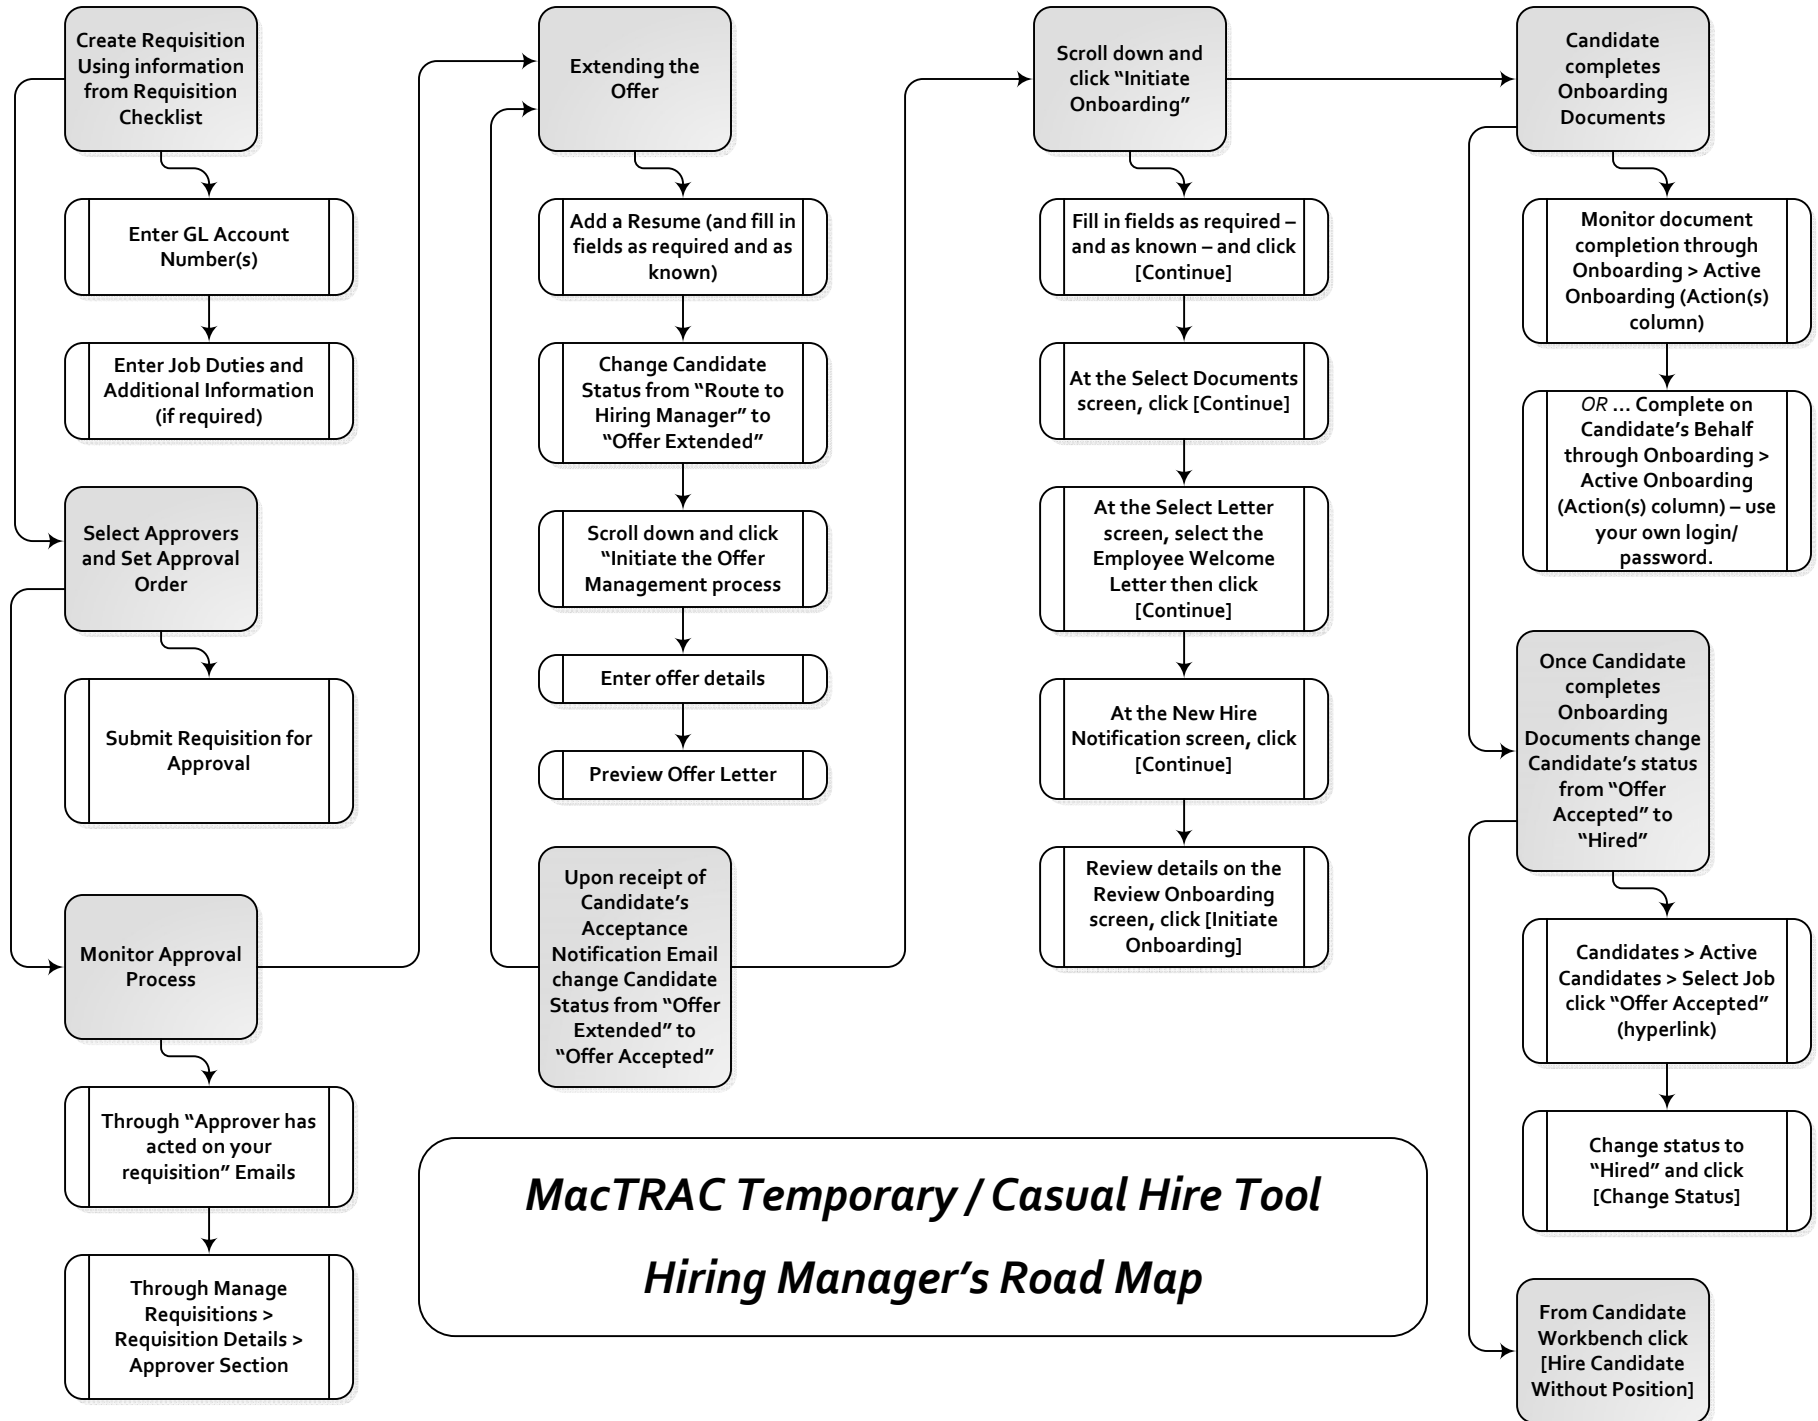 Create Requisition
Using information
from Requisition
Checklist
Enter GL Account
Number(s)
Enter Job Duties and
Additional Information
(if required)
Select Approvers
and Set Approval
Order
Submit Requisition for
Approval
Monitor Approval
Process
Through “Approver has
acted on your
requisition” Emails
Through Manage
Requisitions >
Requisition Details >
Approver Section
Extending the
Offer
Add a Resume (and fill in
fields as required and as
known)
Change Candidate
Status from “Route to
Hiring Manager” to
“Offer Extended”
Scroll down and click
“Initiate the Offer
Management process
Enter offer details
Preview Offer Letter
Upon receipt of
Candidate’s
Acceptance
Notification Email
change Candidate
Status from “Offer
Extended” to
“Offer Accepted”
Scroll down and
click “Initiate
Onboarding”
Fill in fields as required –
and as known – and click
[Continue]
At the Select Documents
screen, click [Continue]
At the Select Letter
screen, select the
Employee Welcome
Letter then click
[Continue]
At the New Hire
Notification screen, click
[Continue]
Review details on the
Review Onboarding
screen, click [Initiate
Onboarding]
Candidate
completes
Onboarding
Documents
Monitor document
completion through
Onboarding > Active
Onboarding (Action(s)
column)
OR … Complete on
Candidate’s Behalf
through Onboarding >
Active Onboarding
(Action(s) column) – use
your own login/
password.
Once Candidate
completes
Onboarding
Documents change
Candidate’s status
from “Offer
Accepted” to
“Hired”
Candidates > Active
Candidates > Select Job
click “Offer Accepted”
(hyperlink)
Change status to
“Hired” and click
[Change Status]
From Candidate
Workbench click
[Hire Candidate
Without Position]
MacTRAC Temporary / Casual Hire Tool
Hiring Manager’s Road Map